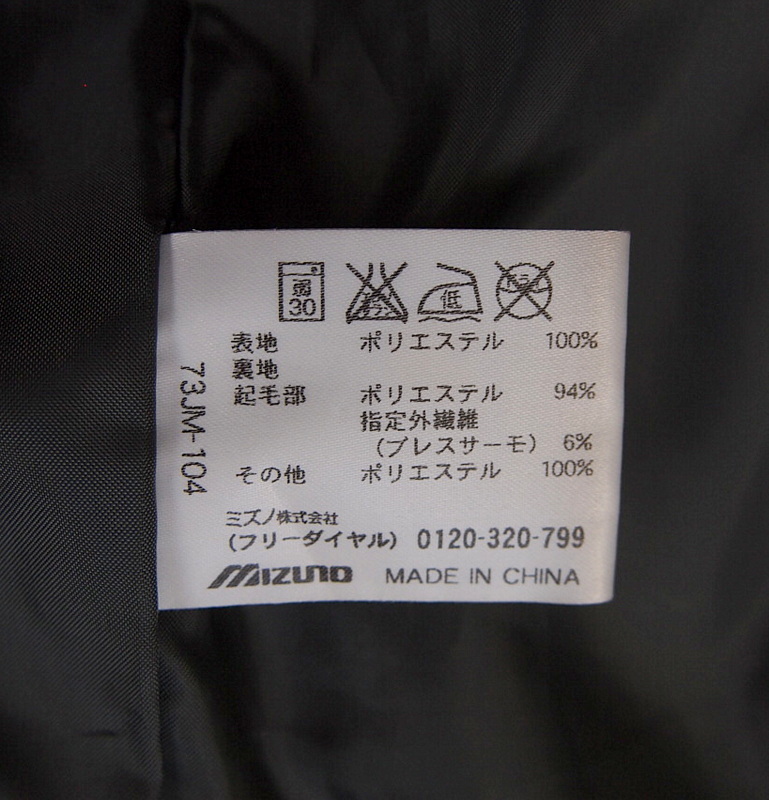 弱
30
低
表地 ポリエステル 100%
裏地
起毛部 ポリエステル 94%
指定外繊維
(ブレスサーモ) 6%
その他 ポリエステル 100%
73JM-104
ミズノ株式会社
(フリーダイヤル) 0120-320-799
MIZUNO MADE IN CHINA